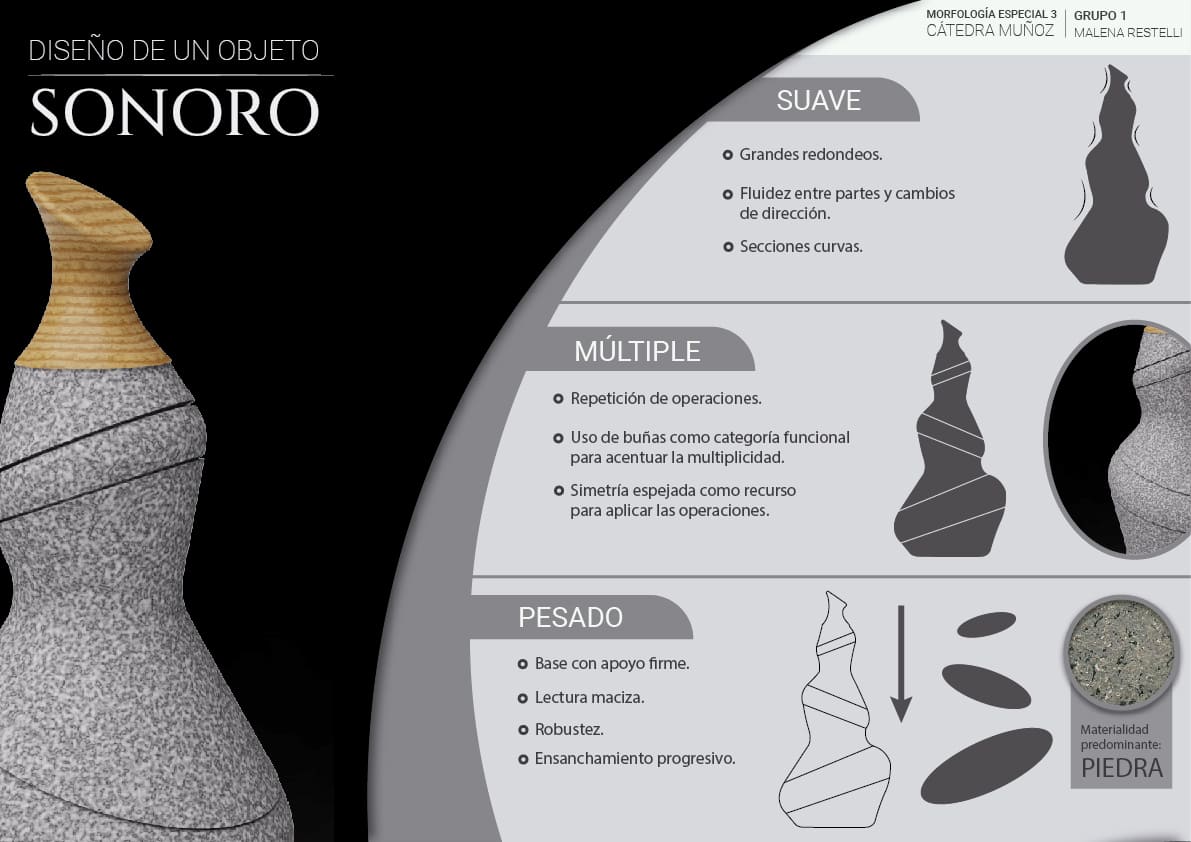 DISEÑO DE UN OBJETO
SONORO
MORFOLOGÍA ESPECIAL 3
CÁTEDRA MUÑOZ
GRUPO 1
MALENA RESTELLI
SUAVE
Grandes redondeos.
Fluidez entre partes y cambios
de dirección.
Secciones curvas.
MÚLTIPLE
Repetición de operaciones.
Uso de buñas como categoría funcional
para acentuar la multiplicidad.
Simetría espejada como recurso
para aplicar las operaciones.
PESADO
Base con apoyo firme.
Lectura maciza.
Robustez.
Ensanchamiento progresivo.
Materialidad
predominante:
PIEDRA